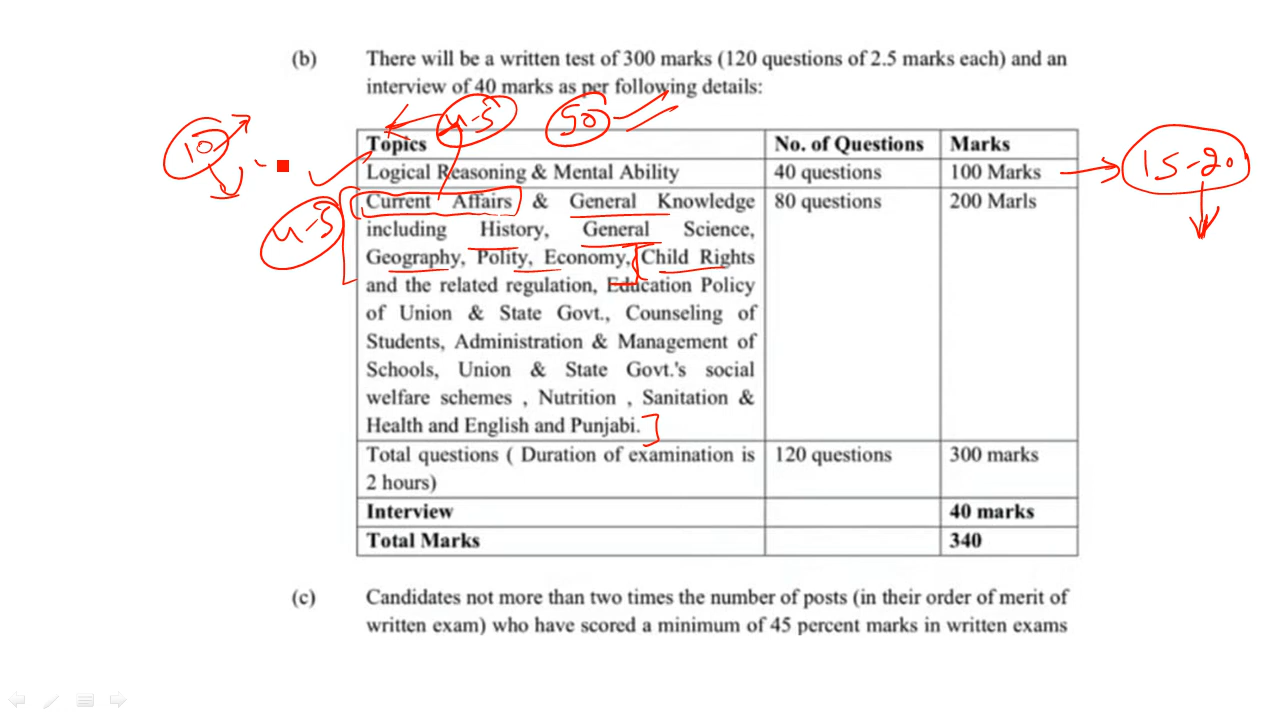 (b) There will be a written test of 300 marks (120 questions of 2.5 marks each) and an
interview of 40 marks as per following details:
4-5
50
10
Topics No. of Questions Marks
15-20
Logical Reasoning & Mental Ability 40 questions 100 Marks
4-5
Current Affairs & General Knowledge 80 questions 200 Marls
including History, General Science,
Geography, Polity, Economy, Child Rights
and the related regulation, Education Policy
of Union & State Govt., Counseling of
Students, Administration & Management of
Schools, Union & State Govt.'s social
welfare schemes , Nutrition , Sanitation &
Health and English and Punjabi.
Total questions ( Duration of examination is 120 questions 300 marks
2 hours)
Interview 40 marks
Total Marks 340
(c) Candidates not more than two times the number of posts (in their order of merit of
written exam) who have scored a minimum of 45 percent marks in written exams